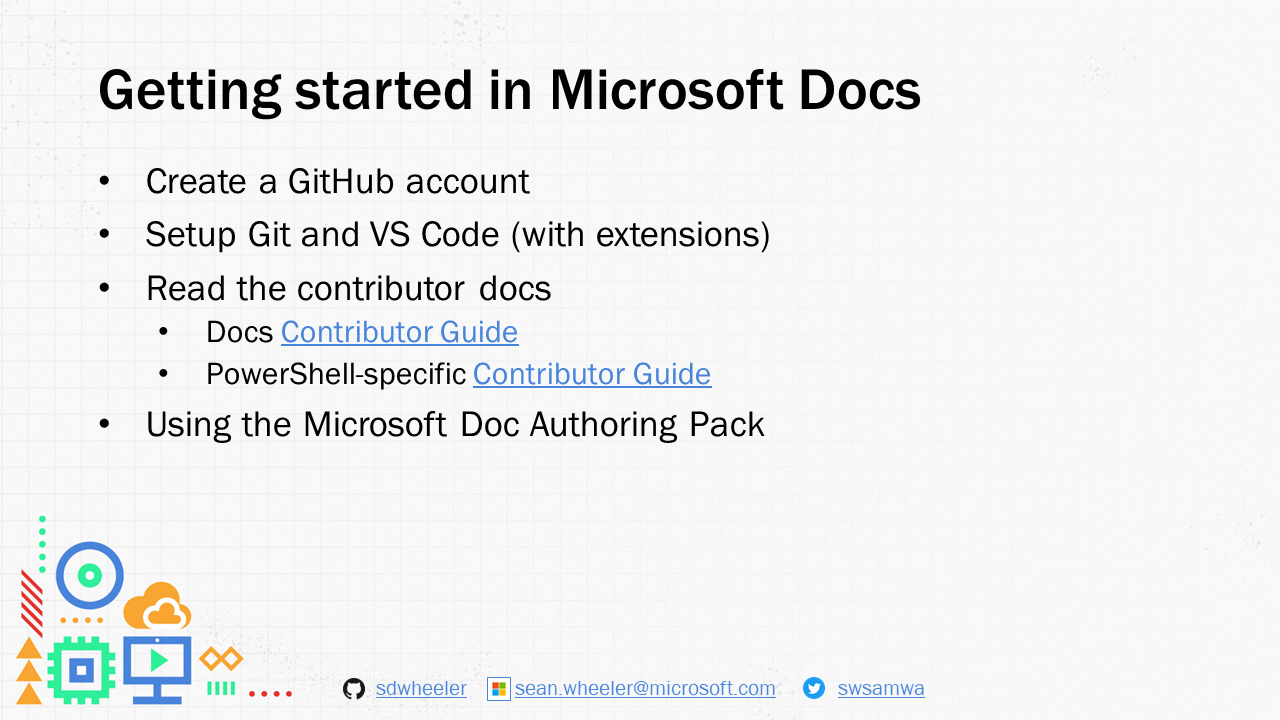 Getting started in Microsoft Docs
• Create a GitHub account
• Setup Git and VS Code (with extensions)
• Read the contributor docs
• Docs Contributor Guide
• PowerShell-specific Contributor Guide
• Using the Microsoft Doc Authoring Pack
sdwheeler sean.wheeler@microsoft.com swsamwa